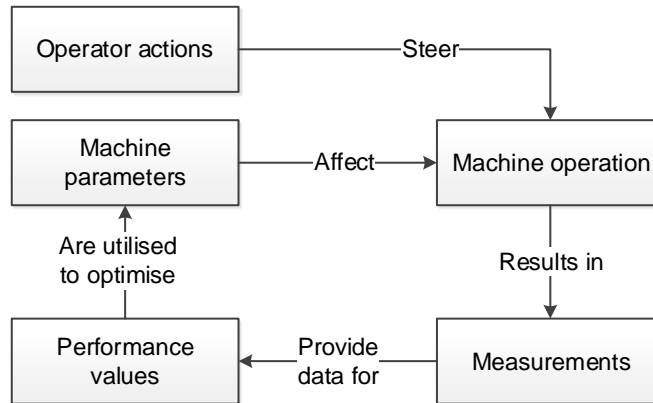 Operator actions
Steer
Machine
parameters
Affect
Machine operation
Are utilised
to optimise
Results in
Performance
values
Provide
data for
Measurements